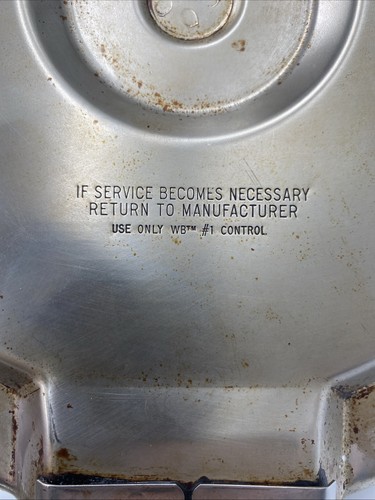 IF SERVICE BECOMES NECESSARY
RETURN TO MANUFACTURER
USE ONLY WB™ #1 CONTROL